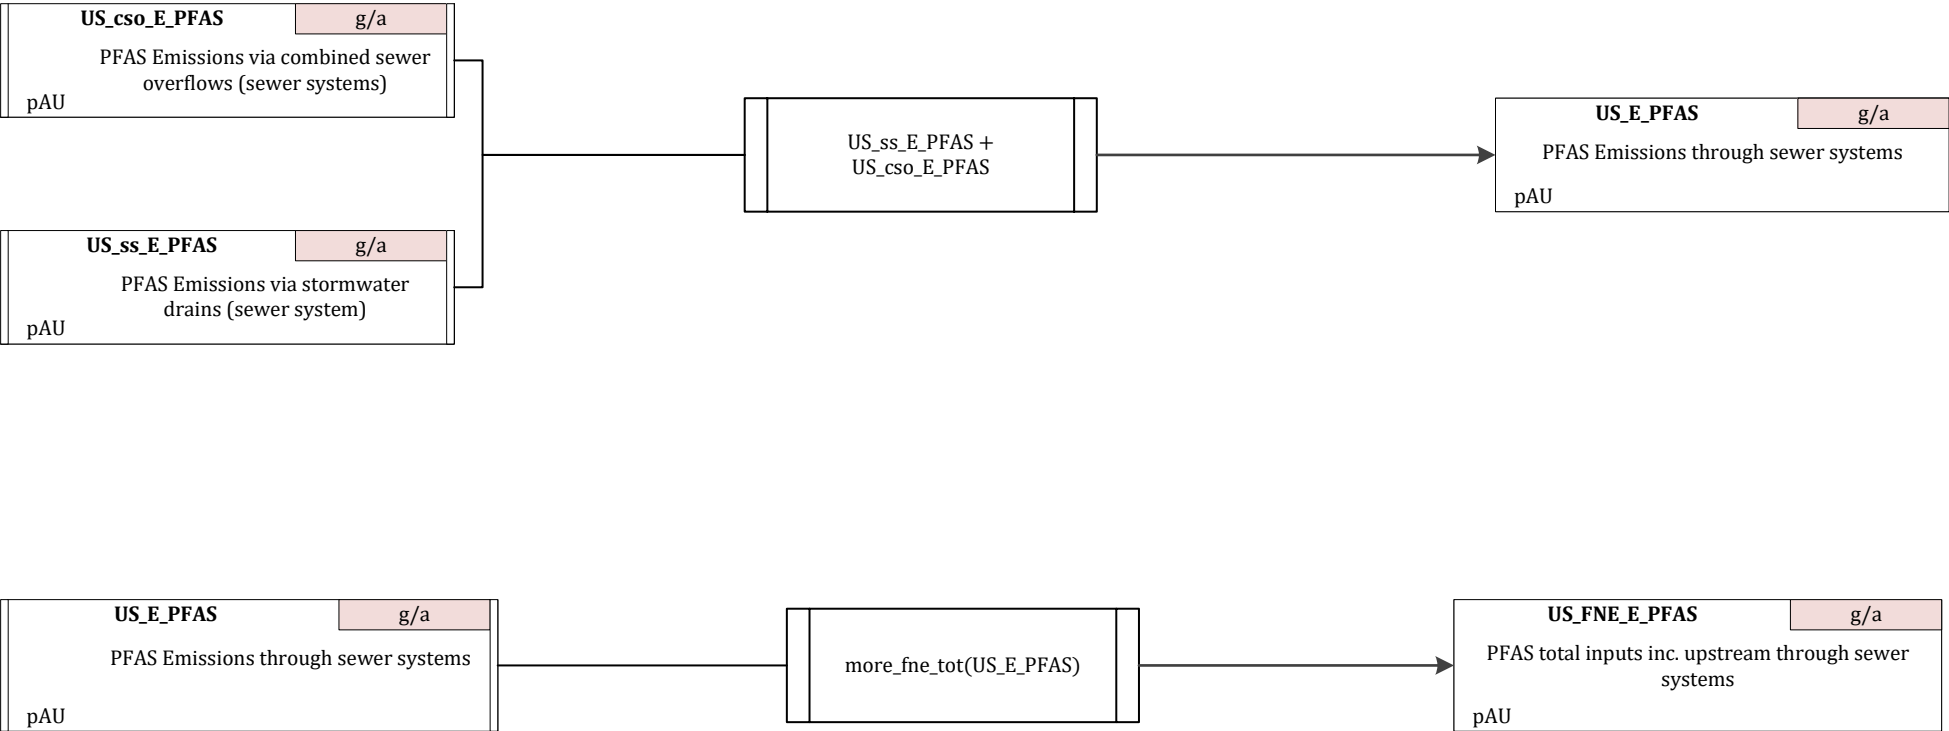 US_cso_E_PFAS
g/a
PFAS Emissions via combined sewer
overflows (sewer systems)
pAU
US_ss_E_PFAS +
US_cso_E_PFAS
US_E_PFAS
g/a
PFAS Emissions through sewer systems
pAU
US_ss_E_PFAS
g/a
PFAS Emissions via stormwater
drains (sewer system)
pAU
US_E_PFAS
g/a
PFAS Emissions through sewer systems
pAU
more_fne_tot(US_E_PFAS)
US_FNE_E_PFAS
g/a
PFAS total inputs inc. upstream through sewer
systems
pAU